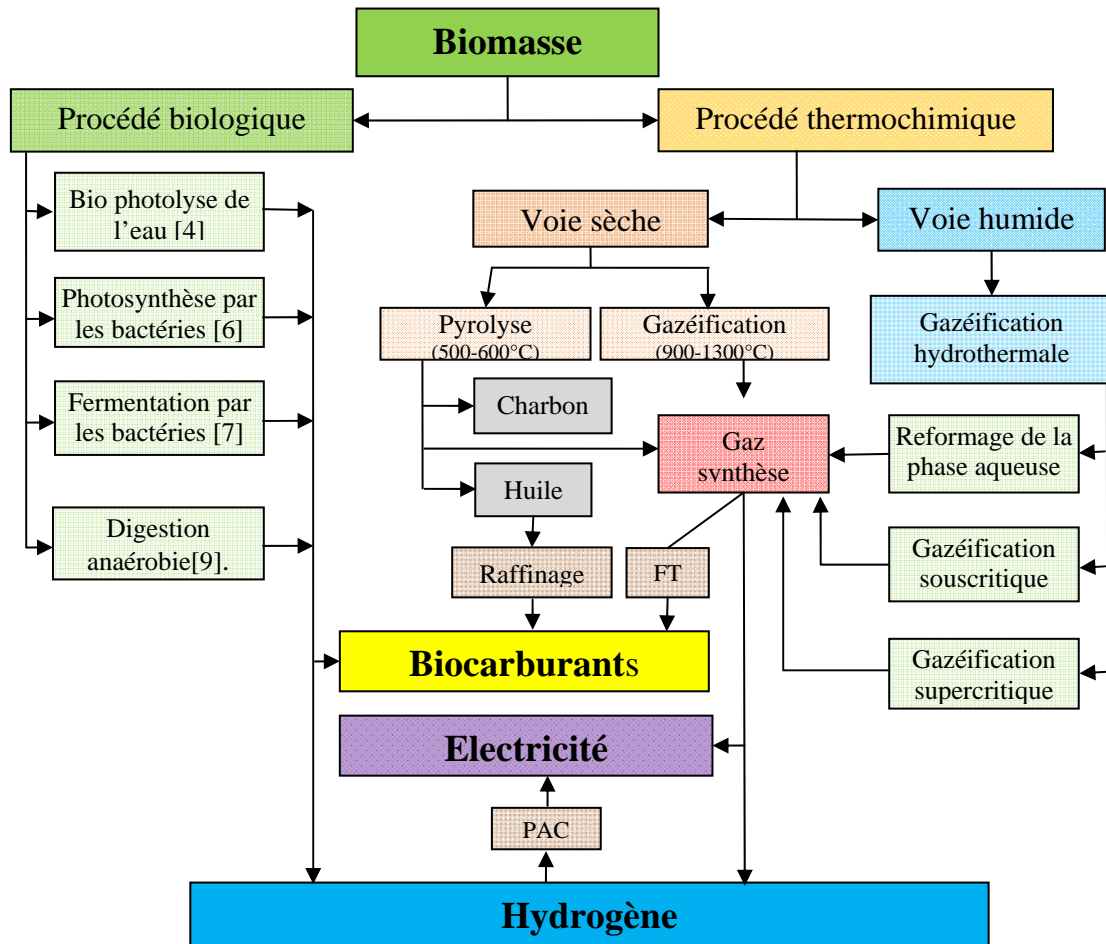 Biomasse
Procédé biologique
Procédé thermochimique
Bio photolyse de
l'eau [4]
Voie sèche
Voie humide
Photosynthèse par
les bactéries [6]
Pyrolyse
(500-600°C)
Gazéification
(900-1300°C)
Gazéification
hydrothermale
Fermentation par
les bactéries [7]
Charbon
Gaz
synthèse
Reformage de la
phase aqueuse
Huile
Digestion
anaérobie[9].
Raffinage
FT
Gazéification
souscritique
Biocarburants
Gazéification
supercritique
Electricité
PAC
Hydrogène